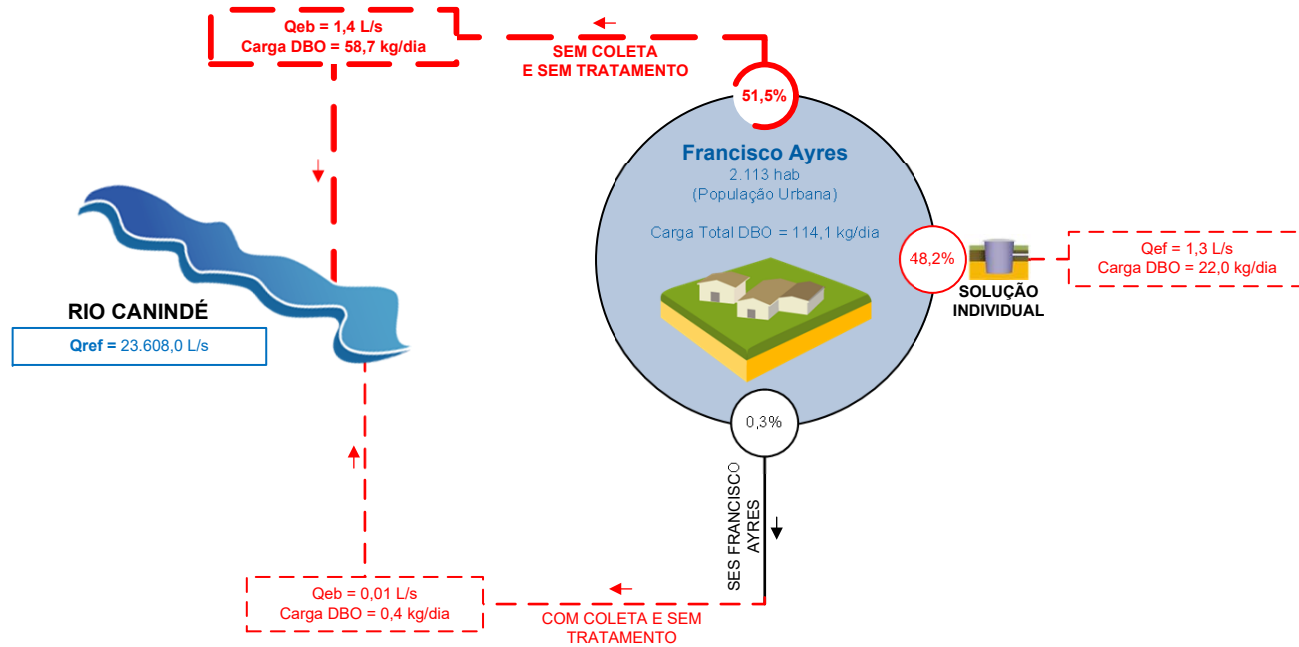 Qeb = 1,4 L/s
Carga DBO = 58,7 kg/dia
SEM COLETA
E SEM TRATAMENTO
51,5%
Francisco Ayres
2.113 hab
(População Urbana)
Carga Total DBO = 114,1 kg/dia
48,2%
SOLUÇÃO
INDIVIDUAL
Qef = 1,3 L/s
Carga DBO = 22,0 kg/dia
RIO CANINDÉ
Qref = 23.608,0 L/s
0,3%
SES FRANCISCO
AYRES
Qeb = 0,01 L/s
Carga DBO = 0,4 kg/dia
COM COLETA E SEM
TRATAMENTO